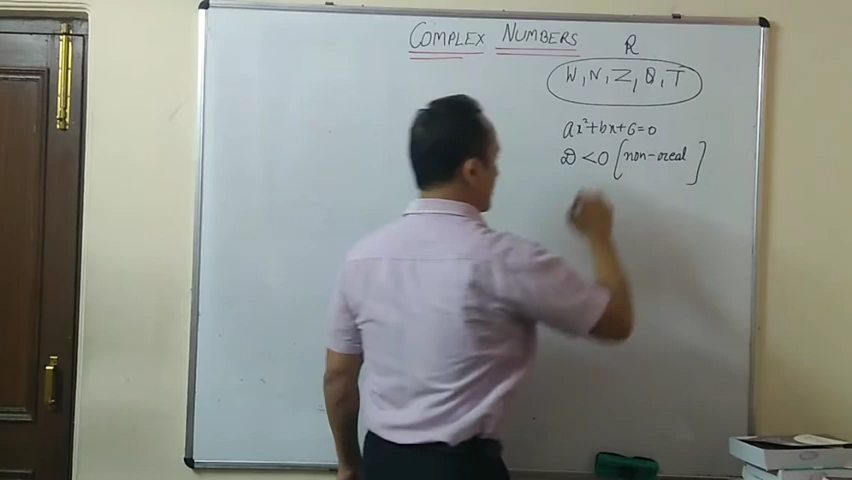 COMPLEX NUMBERS
R
W, N, Z, Q, T
ax²+bx+c=0
D <0 [non-real]